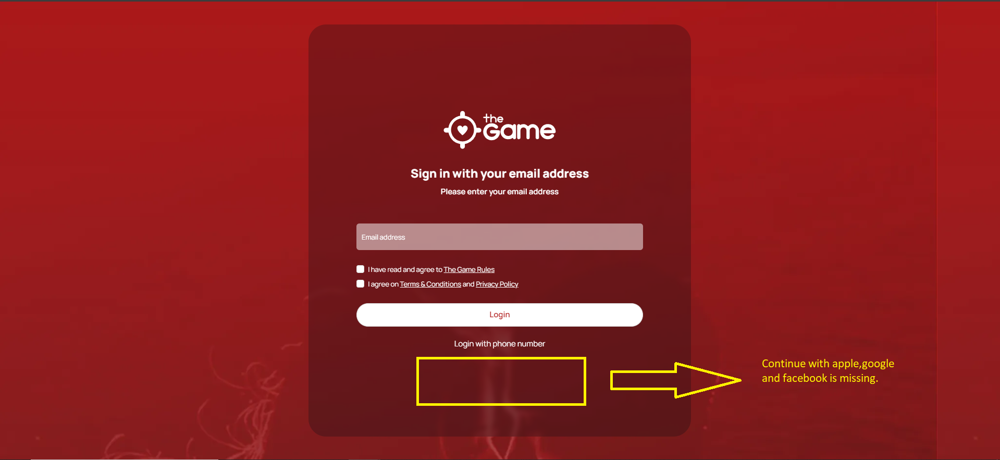 the
Game
Sign in with your email address
Please enter your email address
Email address
I have read and agree to The Game Rules
I agree on Terms & Conditions and Privacy Policy
Login
Login with phone number
Continue with apple,google
and facebook is missing.